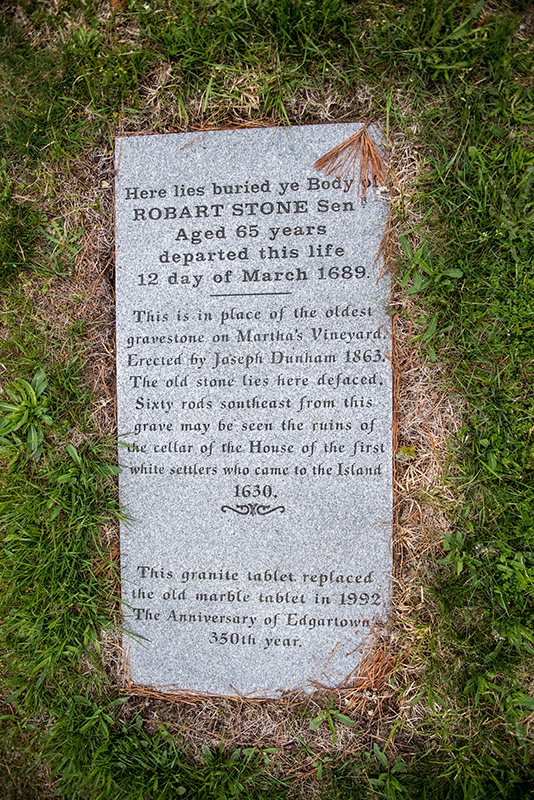 Here lies buried ye Body of
ROBART STONE Senr
Aged 65 years
departed this life
12 day of March 1689.
This is in place of the oldest
gravestone on Martha's Vineyard.
Erected by Joseph Dunham 1863.
The old stone lies here defaced,
Sixty rods southeast from this
grave may be seen the ruins of
the cellar of the House of the first
white settlers who came to the Island
1630.
This granite tablet replaced
the old marble tablet in 1992
The Anniversary of Edgartown's
350th year.